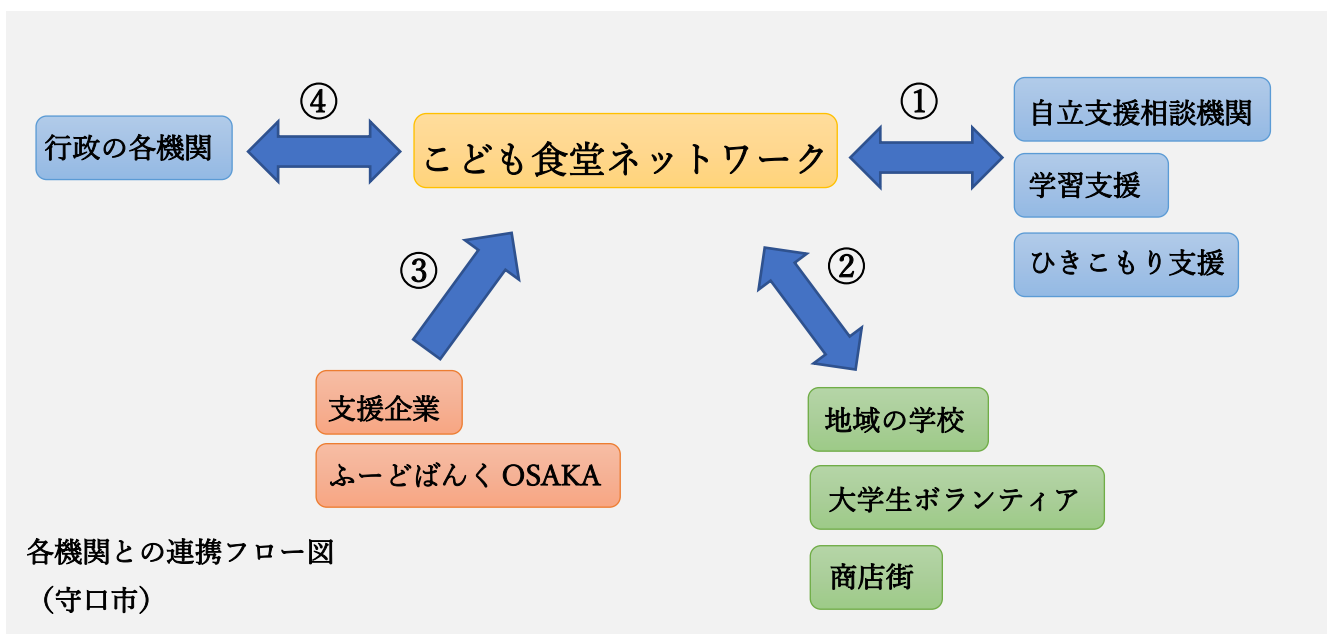 ④
①
行政の各機関
こども食堂ネットワーク
自立支援相談機関
学習支援
ひきこもり支援
③
②
支援企業
ふーどばんく OSAKA
地域の学校
大学生ボランティア
商店街
各機関との連携フロー図
（守口市）